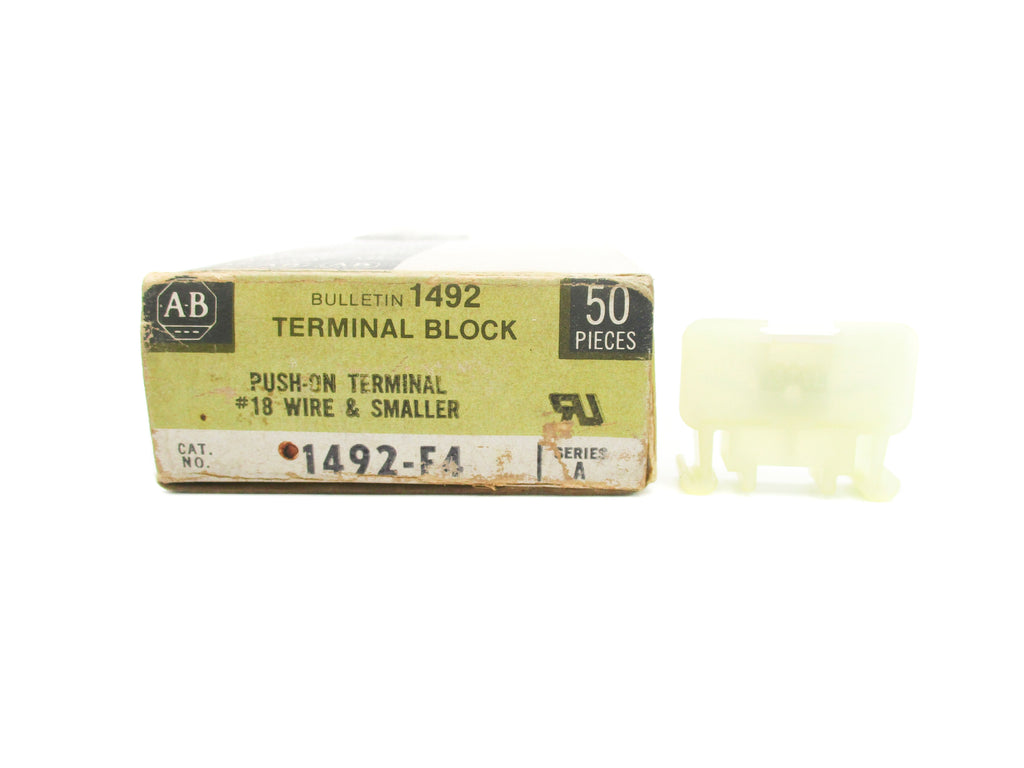 A-B
BULLETIN 1492
TERMINAL BLOCK
50
PIECES
PUSH-ON TERMINAL
#18 WIRE & SMALLER
CAT.
NO.
1492-F4
SERIES
A